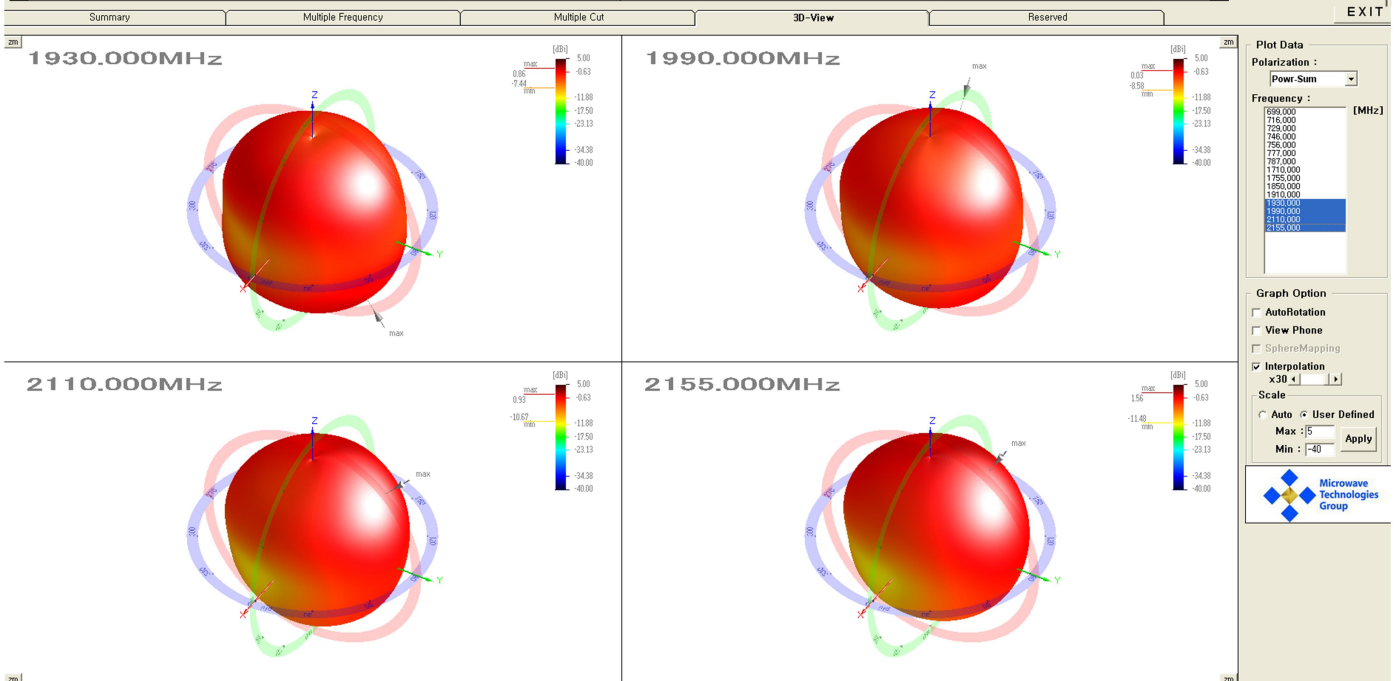 EXIT
Summary
Multiple Frequency
Multiple Cut
3D-View
Reserved
zm
1930.000MHz
[dBi]
max
0.86
-7.44
min
5.00
-0.63
-11.88
-17.50
-23.13
-34.38
-40.00
Z
Y
X
max
zm
1990.000MHz
[dBi]
max
0.03
-8.58
min
5.00
-0.63
-11.88
-17.50
-23.13
-34.38
-40.00
max
Z
Y
X
2110.000MHz
[dBi]
max
0.93
-10.67
min
5.00
-0.63
-11.88
-17.50
-23.13
-34.38
-40.00
Z
max
Y
X
zm
2155.000MHz
[dBi]
max
1.56
-11.48
min
5.00
-0.63
-11.88
-17.50
-23.13
-34.38
-40.00
Z
max
Y
X
zm
Plot Data
Polarization :
Powr-Sum
Frequency :
[MHz]
699,000
716,000
729,000
746,000
756,000
777,000
787,000
1710,000
1755,000
1850,000
1910,000
1930,000
1990,000
2110,000
2155,000
Graph Option
AutoRotation
View Phone
SphereMapping
Interpolation
x30
Scale
Auto User Defined
Max : 5
Min : -40
Apply
Microwave
Technologies
Group